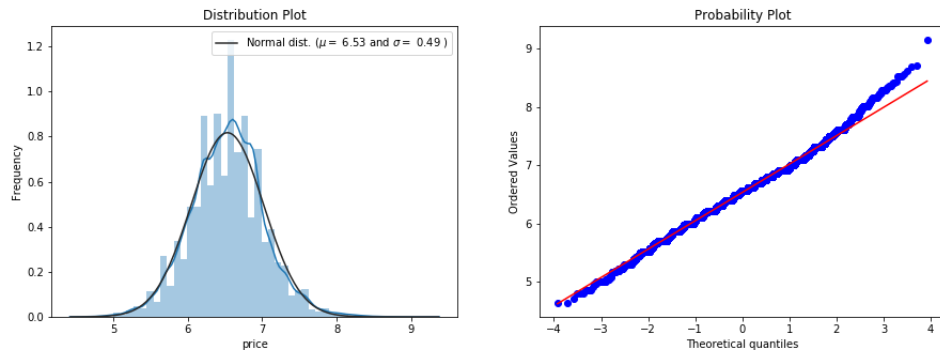 Distribution Plot
Normal dist. (μ= 6.53 and σ= 0.49 )
1.2
1.0
0.8
0.6
0.4
0.2
0.0
Frequency
5 6 7 8 9
price
Probability Plot
9
8
7
6
5
Ordered Values
−4 −3 −2 −1 0 1 2 3 4
Theoretical quantiles